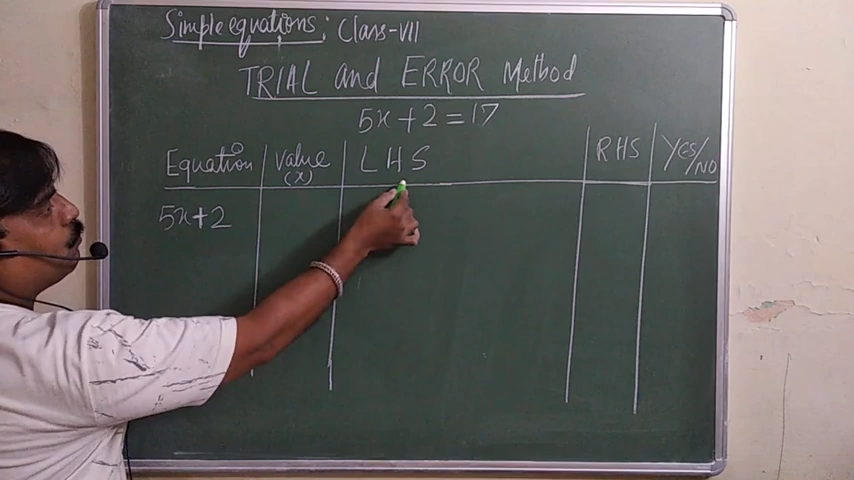 Simple equations: Class-VII
TRIAL and ERROR Method
5x+2=17
Equation Value (x) LHS RHS YES/NO
5x+2